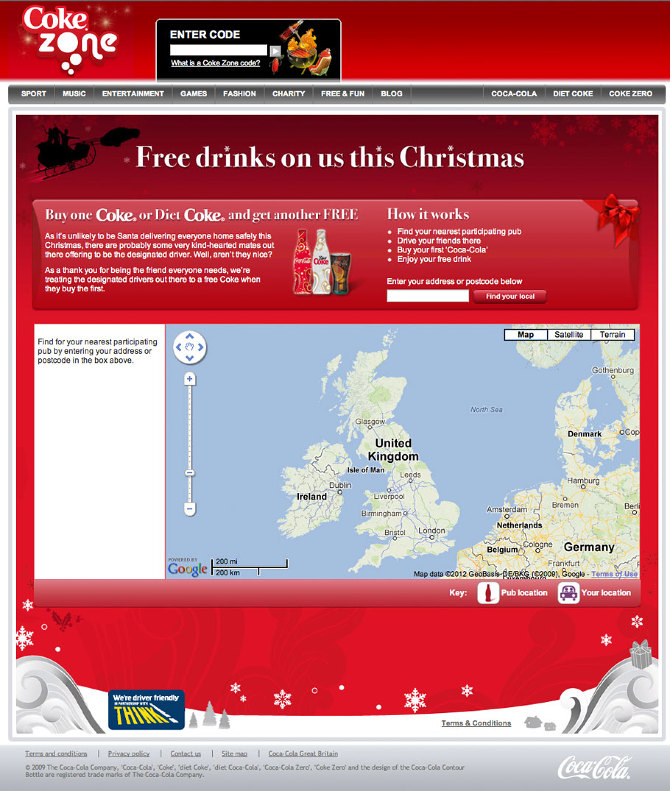 Coke
zone
ENTER CODE
What is a Coke Zone code?
SPORT MUSIC ENTERTAINMENT GAMES FASHION CHARITY FREE & FUN BLOG COCA-COLA DIET COKE COKE ZERO
Free drinks on us this Christmas
Buy one Coke. or Diet Coke. and get another FREE
As it's unlikely to be Santa delivering everyone home safely this
Christmas, there are probably some very kind-hearted mates out
there offering to be the designated driver. Well, aren't they nice?
As a thank you for being the friend everyone needs, we're
treating the designated drivers out there to a free Coke when
they buy the first.
How it works
Find your nearest participating pub
Drive your friends there
Buy your first 'Coca-Cola'
Enjoy your free drink
Enter your address or postcode below
Find your local
Find for your nearest participating
pub by entering your address or
postcode in the box above.
Map Satellite Terrain
Gothenburg
North Sea
Glasgow
Denmark
Cop
United
Kingdom
Isle of Man
Leeds
Dublin
Ireland
Liverpool
Hamburg
Birmingham
Bremen
Berli
Amsterdam
Netherlands
London
Bristol
Belgium
Cologne
Germany
Frankfurt
Luxembourg
POWERED BY
Google
200 mi
200 km
Map data ©2012 GeoBasis-DE/BKG (©2009), Google - Terms of Use
Key: Pub location Your location
We're driver friendly
IN PARTNERSHIP WITH
THINK!
Terms & Conditions
Terms and conditions | Privacy policy | Contact us | Site map | Coca-Cola Great Britain
© 2009 The Coca-Cola Company. 'Coca-Cola', 'Coke', 'diet Coke', 'diet Coca-Cola', 'Coca-Cola Zero', 'Coke Zero' and the design of the Coca-Cola Contour
Bottle are registered trade marks of The Coca-Cola Company.
Coca-Cola